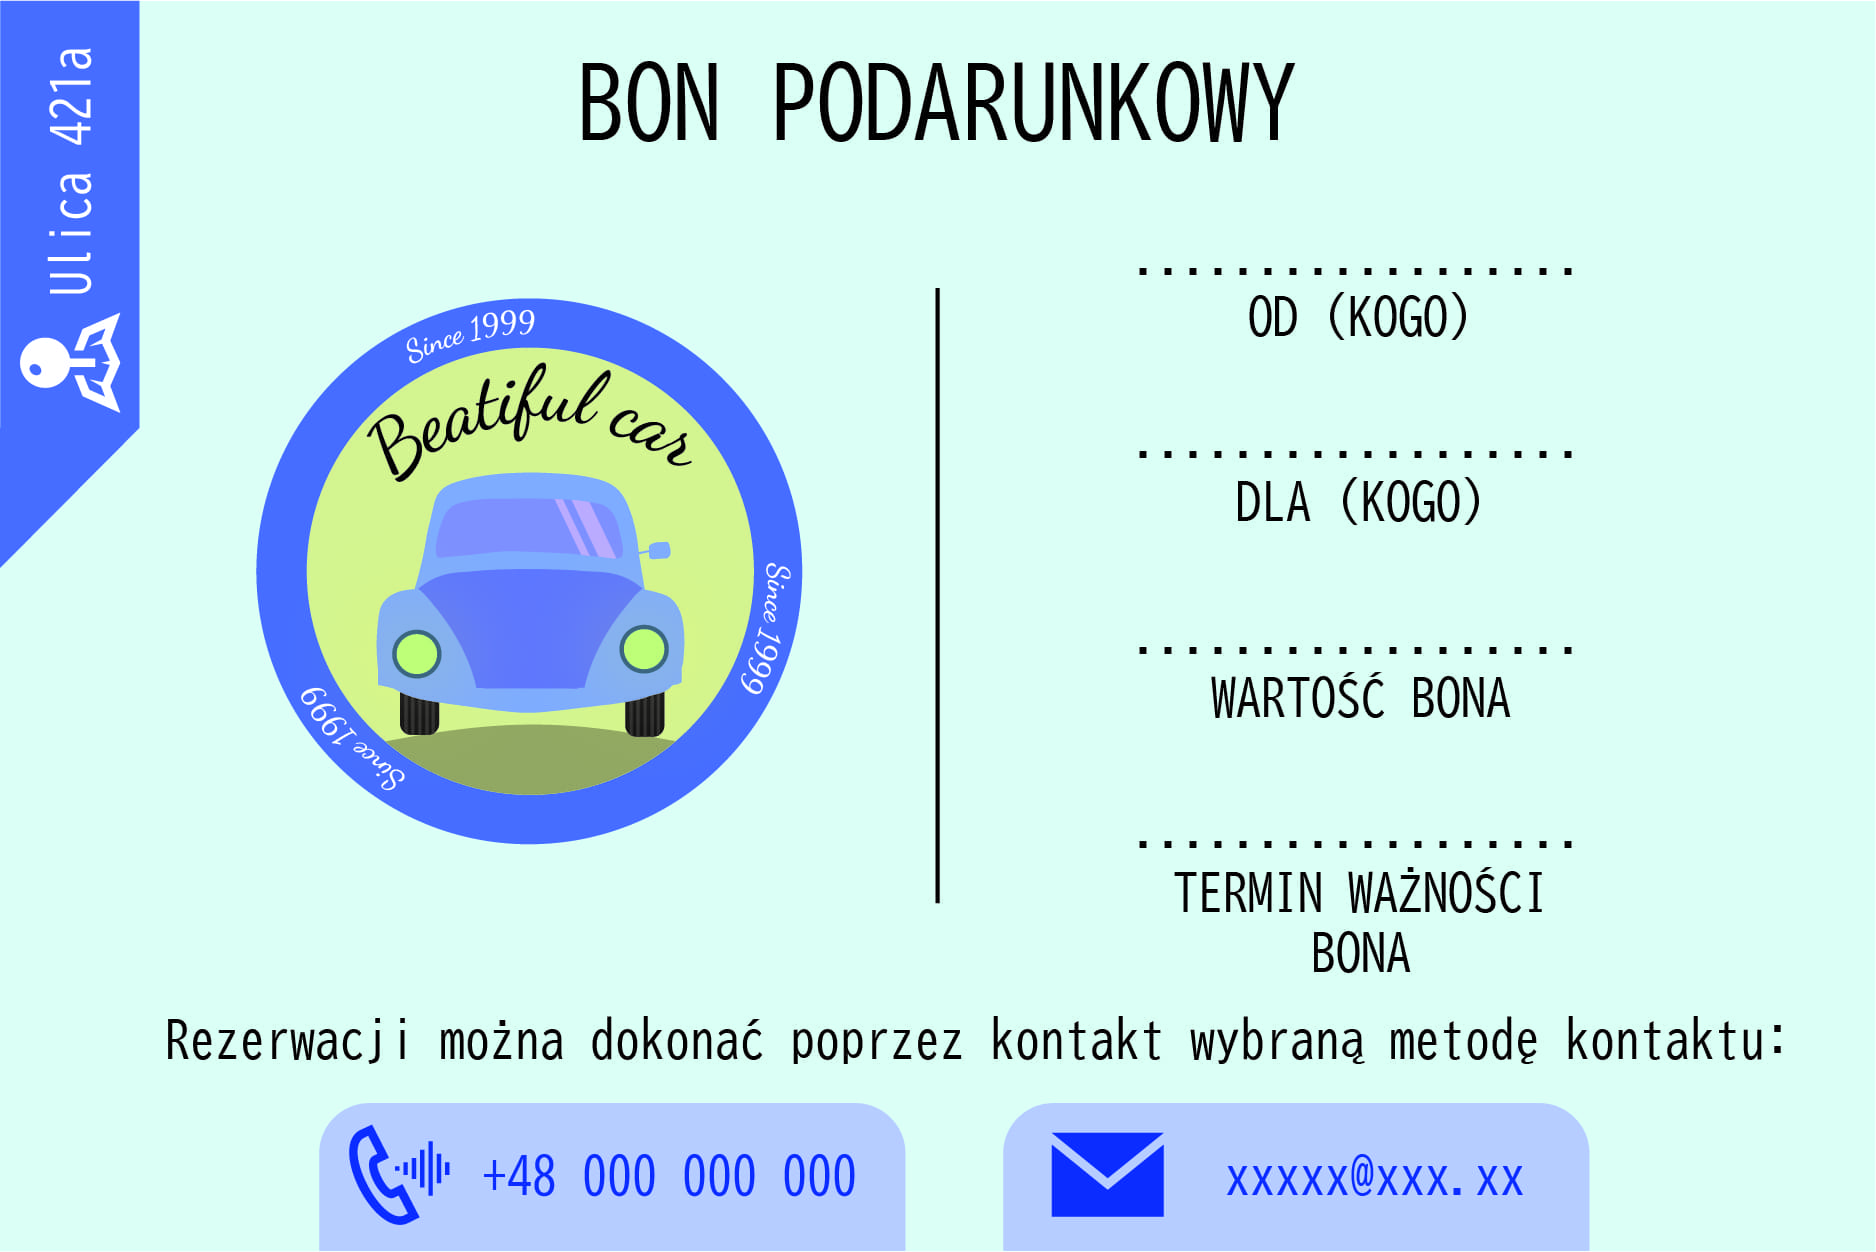 Ulica 421a
BON PODARUNKOWY
Since 1999
Beatiful car
Since 1999
Since 1999
..................
OD (KOGO)
..................
DLA (KOGO)
..................
WARTOŚĆ BONA
..................
TERMIN WAŻNOŚCI
BONA
Rezerwacji można dokonać poprzez kontakt wybraną metodę kontaktu:
+48 000 000 000
xxxxx@xxx.xx